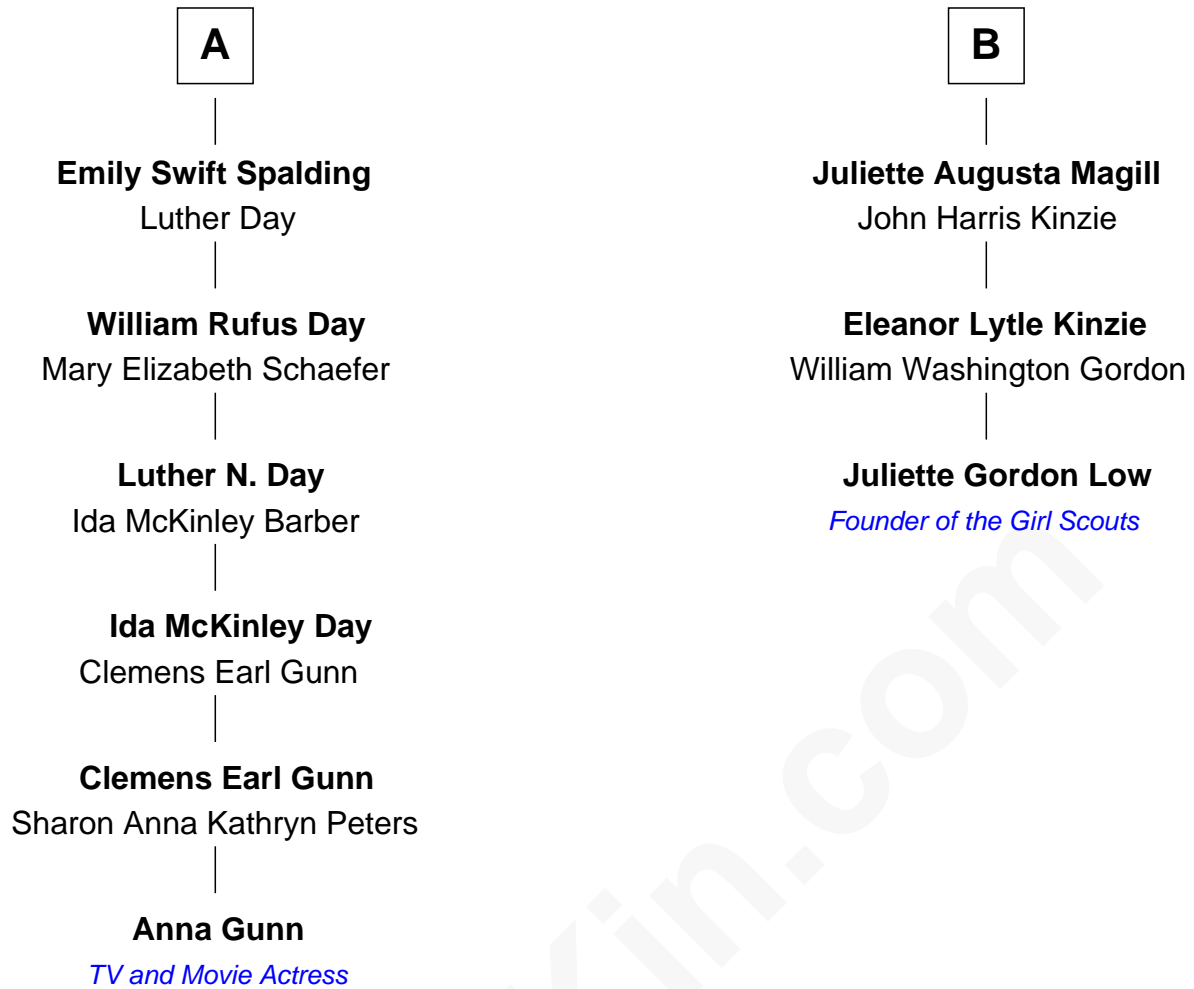 A
Emily Swift Spalding
Luther Day
William Rufus Day
Mary Elizabeth Schaefer
Luther N. Day
Ida McKinley Barber
Ida McKinley Day
Clemens Earl Gunn
Clemens Earl Gunn
Sharon Anna Kathryn Peters
Anna Gunn
TV and Movie Actress
B
Juliette Augusta Magill
John Harris Kinzie
Eleanor Lytle Kinzie
William Washington Gordon
Juliette Gordon Low
Founder of the Girl Scouts
Kin.com